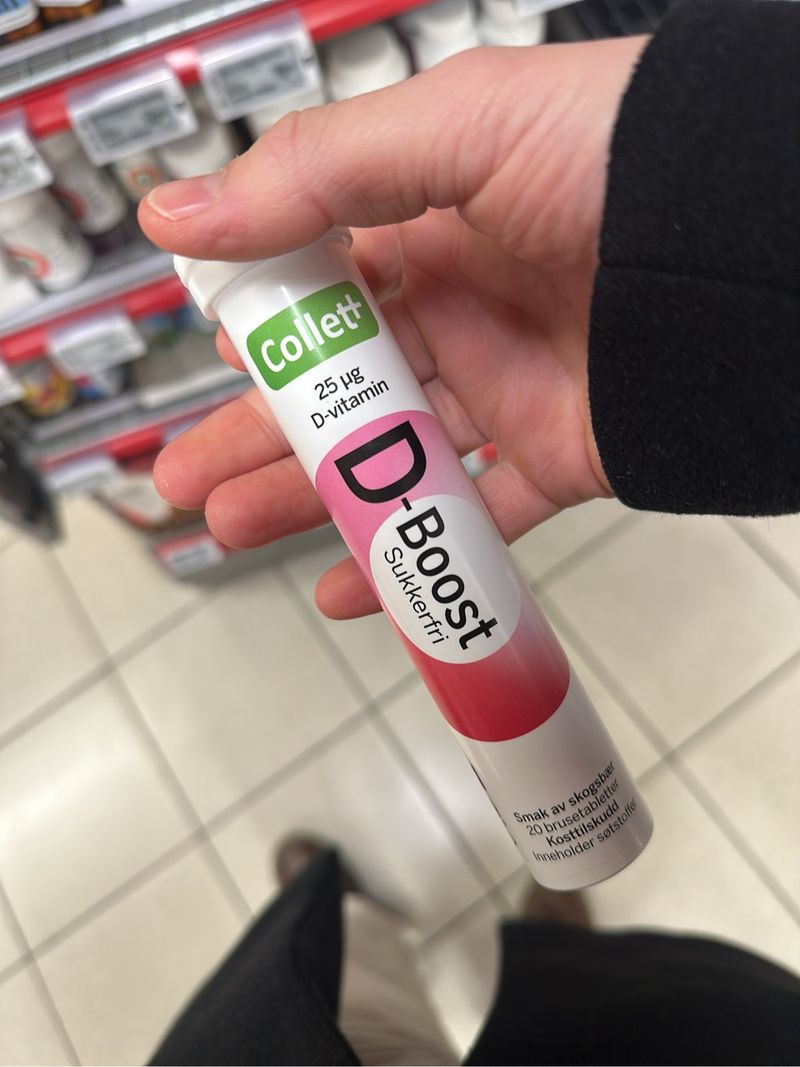 Collett
25 µg
D-vitamin
D-Boost
Sukkerfri
Smak av skogsbær
20 brusetabletter
Kosttilskudd
Inneholder søtstoffer